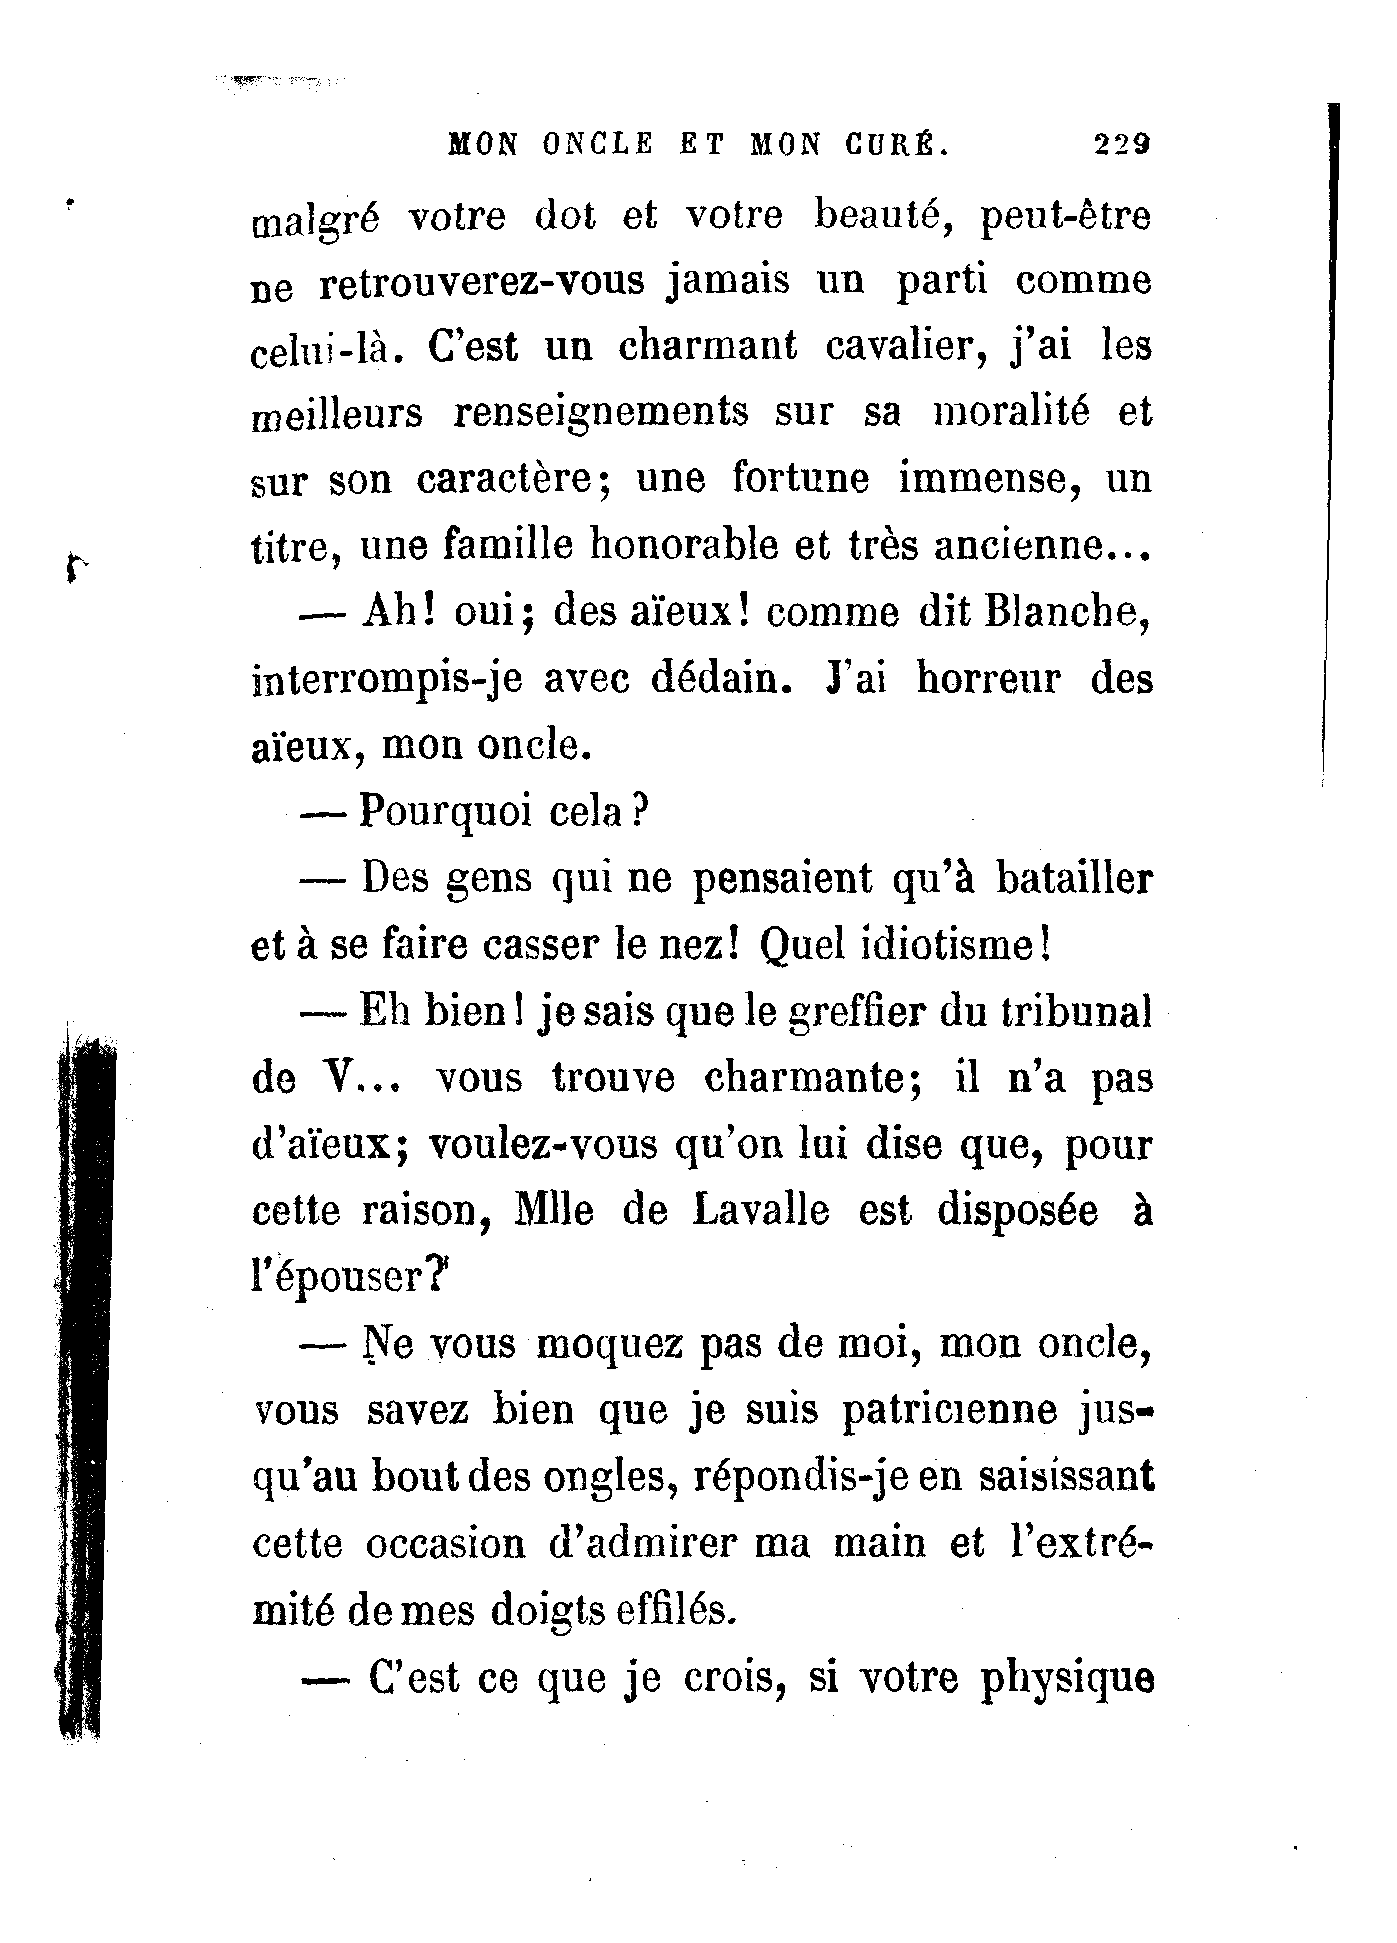 MON ONCLE ET MON CURÉ. 229
malgré votre dot et votre beauté, peut-être
ne retrouverez-vous jamais un parti comme
celui-là. C'est un charmant cavalier, j'ai les
meilleurs renseignements sur sa moralité et
sur son caractère; une fortune immense, un
titre, une famille honorable et très ancienne...
— Ah! oui; des aïeux! comme dit Blanche,
interrompis-je avec dédain. J'ai horreur des
aïeux, mon oncle.
— Pourquoi cela?
— Des gens qui ne pensaient qu'à batailler
et à se faire casser le nez! Quel idiotisme!
— Eh bien! je sais que le greffier du tribunal
de V... vous trouve charmante; il n'a pas
d'aïeux; voulez-vous qu'on lui dise que, pour
cette raison, Mlle de Lavalle est disposée à
l'épouser?
— Ne vous moquez pas de moi, mon oncle,
vous savez bien que je suis patricienne jus-
qu'au bout des ongles, répondis-je en saisissant
cette occasion d'admirer ma main et l'extré-
mité de mes doigts effilés.
— C'est ce que je crois, si votre physique